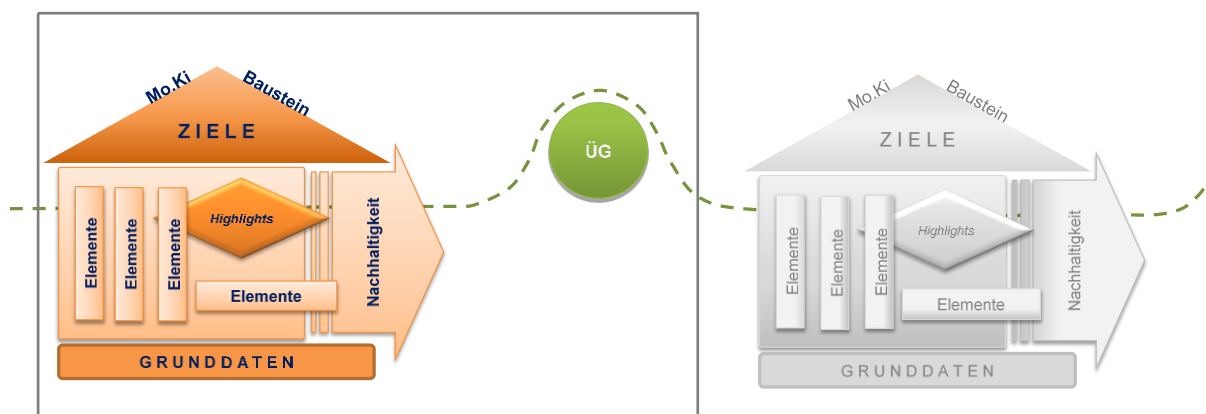 Mo.Ki
Baustein
ZIELE
Highlights
Elemente
Elemente
Elemente
Elemente
Nachhaltigkeit
GRUNDDATEN
ÜG
Mo.Ki
Baustein
ZIELE
Highlights
Elemente
Elemente
Elemente
Elemente
Nachhaltigkeit
GRUNDDATEN